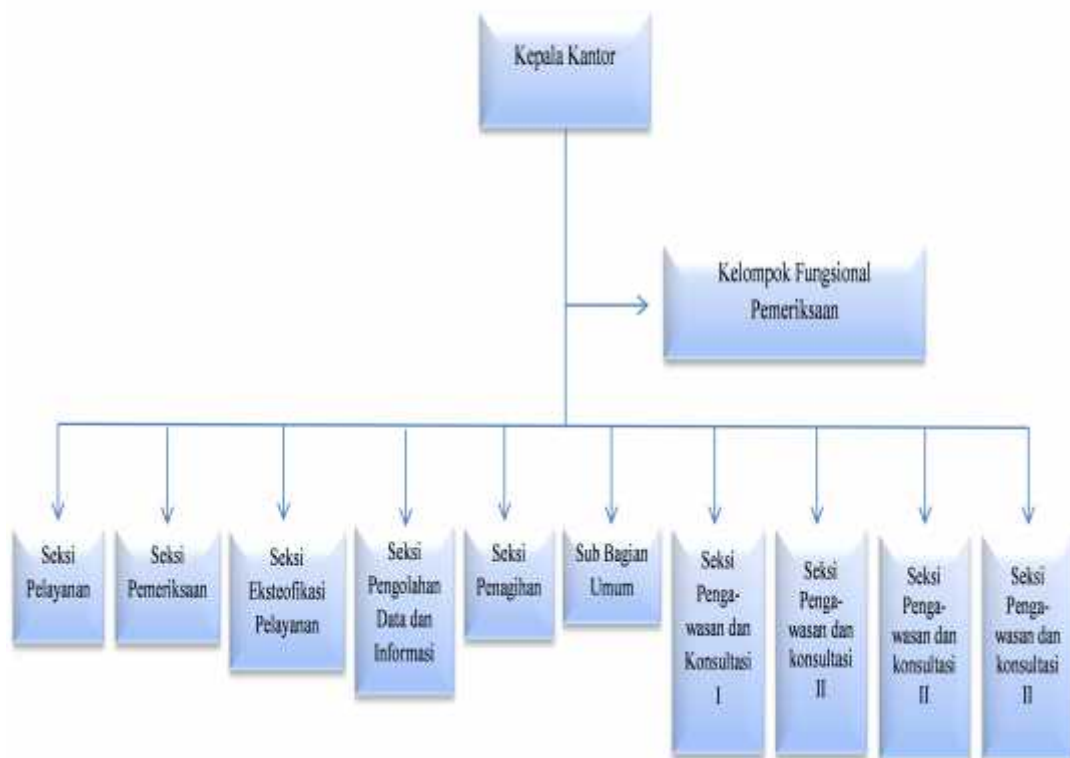 Kepala Kantor
Kelompok Fungsional
Pemeriksaan
Seksi
Pelayanan
Seksi
Pemeriksaan
Seksi
Eksteofikasi
Pelayanan
Seksi
Pengolahan
Data dan
Informasi
Seksi
Penagihan
Sub Bagian
Umum
Seksi
Penga-
wasan dan
Konsultasi
I
Seksi
Penga-
wasan dan
konsultasi
II
Seksi
Penga-
wasan dan
konsultasi
II
Seksi
Penga-
wasan dan
konsultasi
II